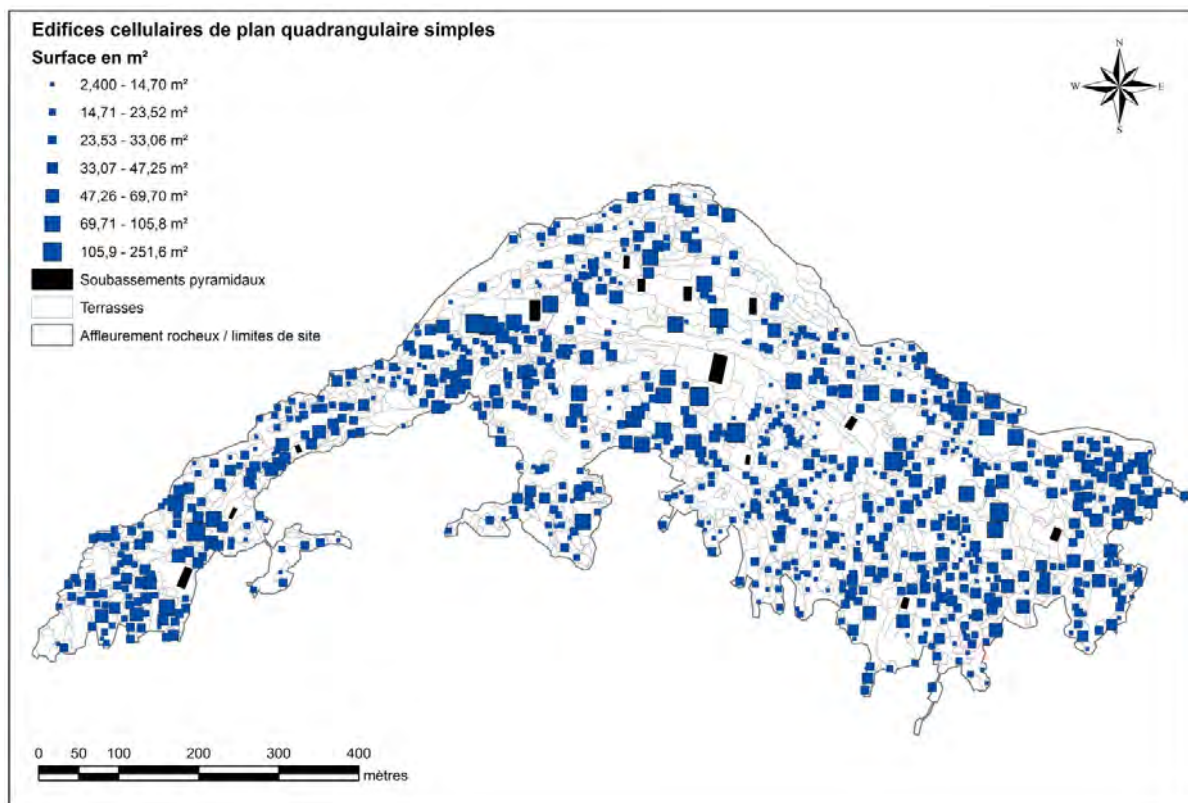 Edifices cellulaires de plan quadrangulaire simples
Surface en m²
2,400 - 14,70 m²
14,71 - 23,52 m²
23,53 - 33,06 m²
33,07 - 47,25 m²
47,26 - 69,70 m²
69,71 - 105,8 m²
105,9 - 251,6 m²
Soubassements pyramidaux
Terrasses
Affleurement rocheux / limites de site
N
W E
S
0 50 100 200 300 400
mètres